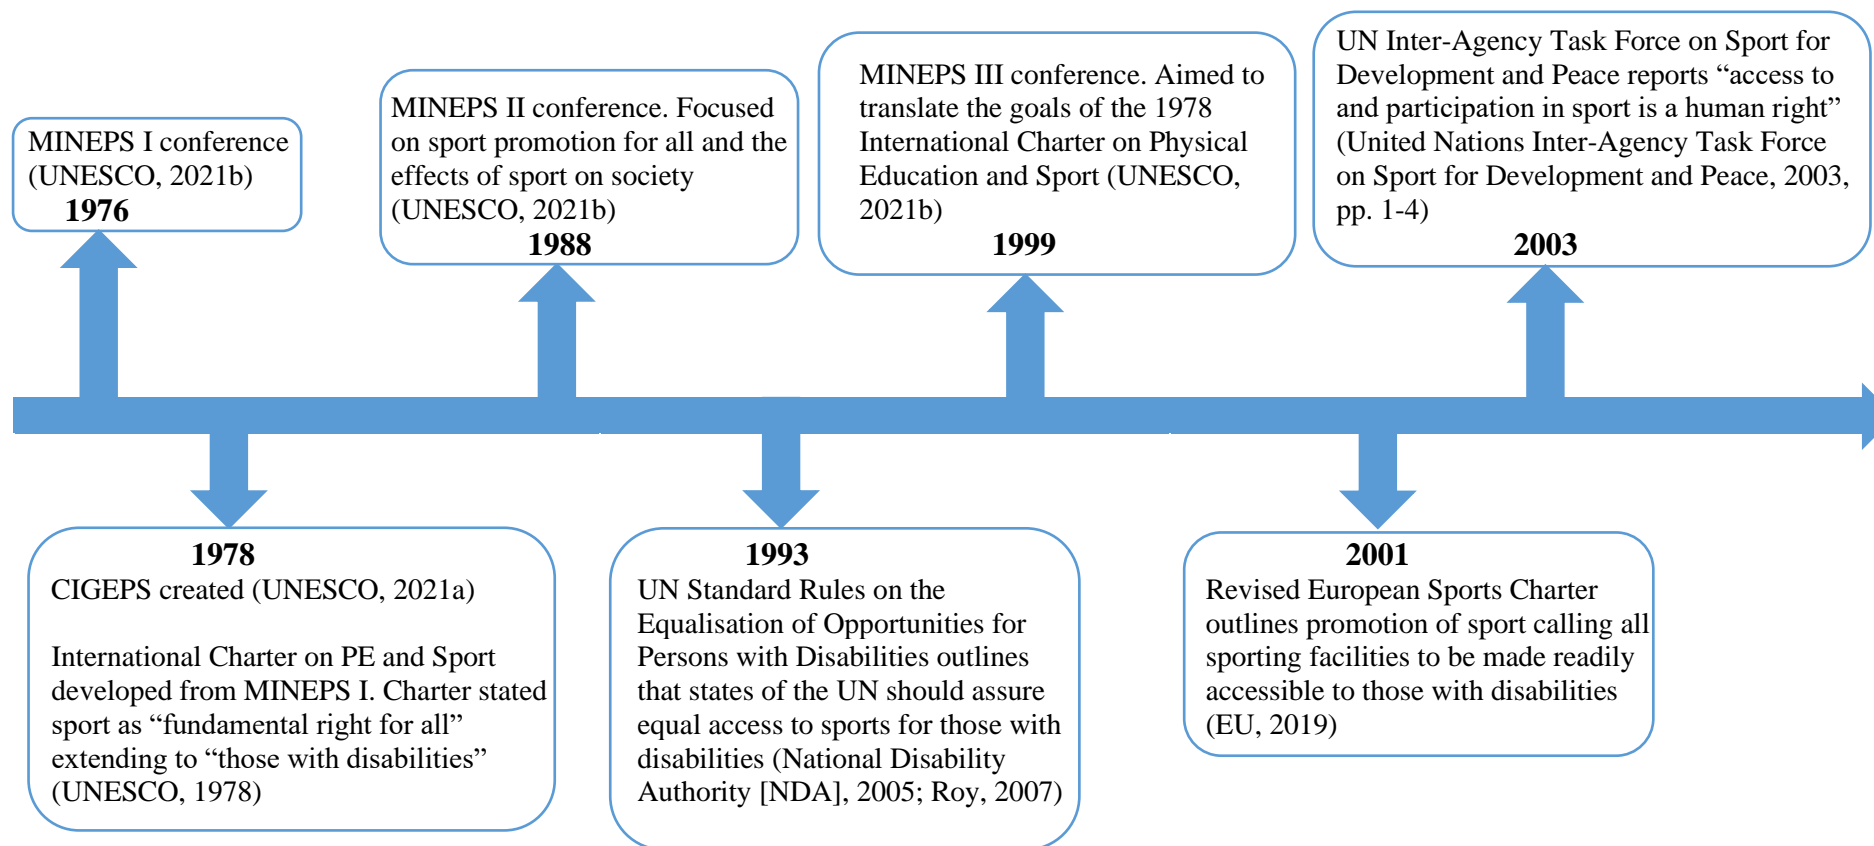 MINEPS I conference
(UNESCO, 2021b)
1976
MINEPS II conference. Focused
on sport promotion for all and the
effects of sport on society
(UNESCO, 2021b)
1988
MINEPS III conference. Aimed to
translate the goals of the 1978
International Charter on Physical
Education and Sport (UNESCO,
2021b)
1999
UN Inter-Agency Task Force on Sport for
Development and Peace reports “access to
and participation in sport is a human right”
(United Nations Inter-Agency Task Force
on Sport for Development and Peace, 2003,
pp. 1-4)
2003
1978
CIGEPS created (UNESCO, 2021a)
International Charter on PE and Sport
developed from MINEPS I. Charter stated
sport as “fundamental right for all”
extending to “those with disabilities”
(UNESCO, 1978)
1993
UN Standard Rules on the
Equalisation of Opportunities for
Persons with Disabilities outlines
that states of the UN should assure
equal access to sports for those with
disabilities (National Disability
Authority [NDA], 2005; Roy, 2007)
2001
Revised European Sports Charter
outlines promotion of sport calling all
sporting facilities to be made readily
accessible to those with disabilities
(EU, 2019)